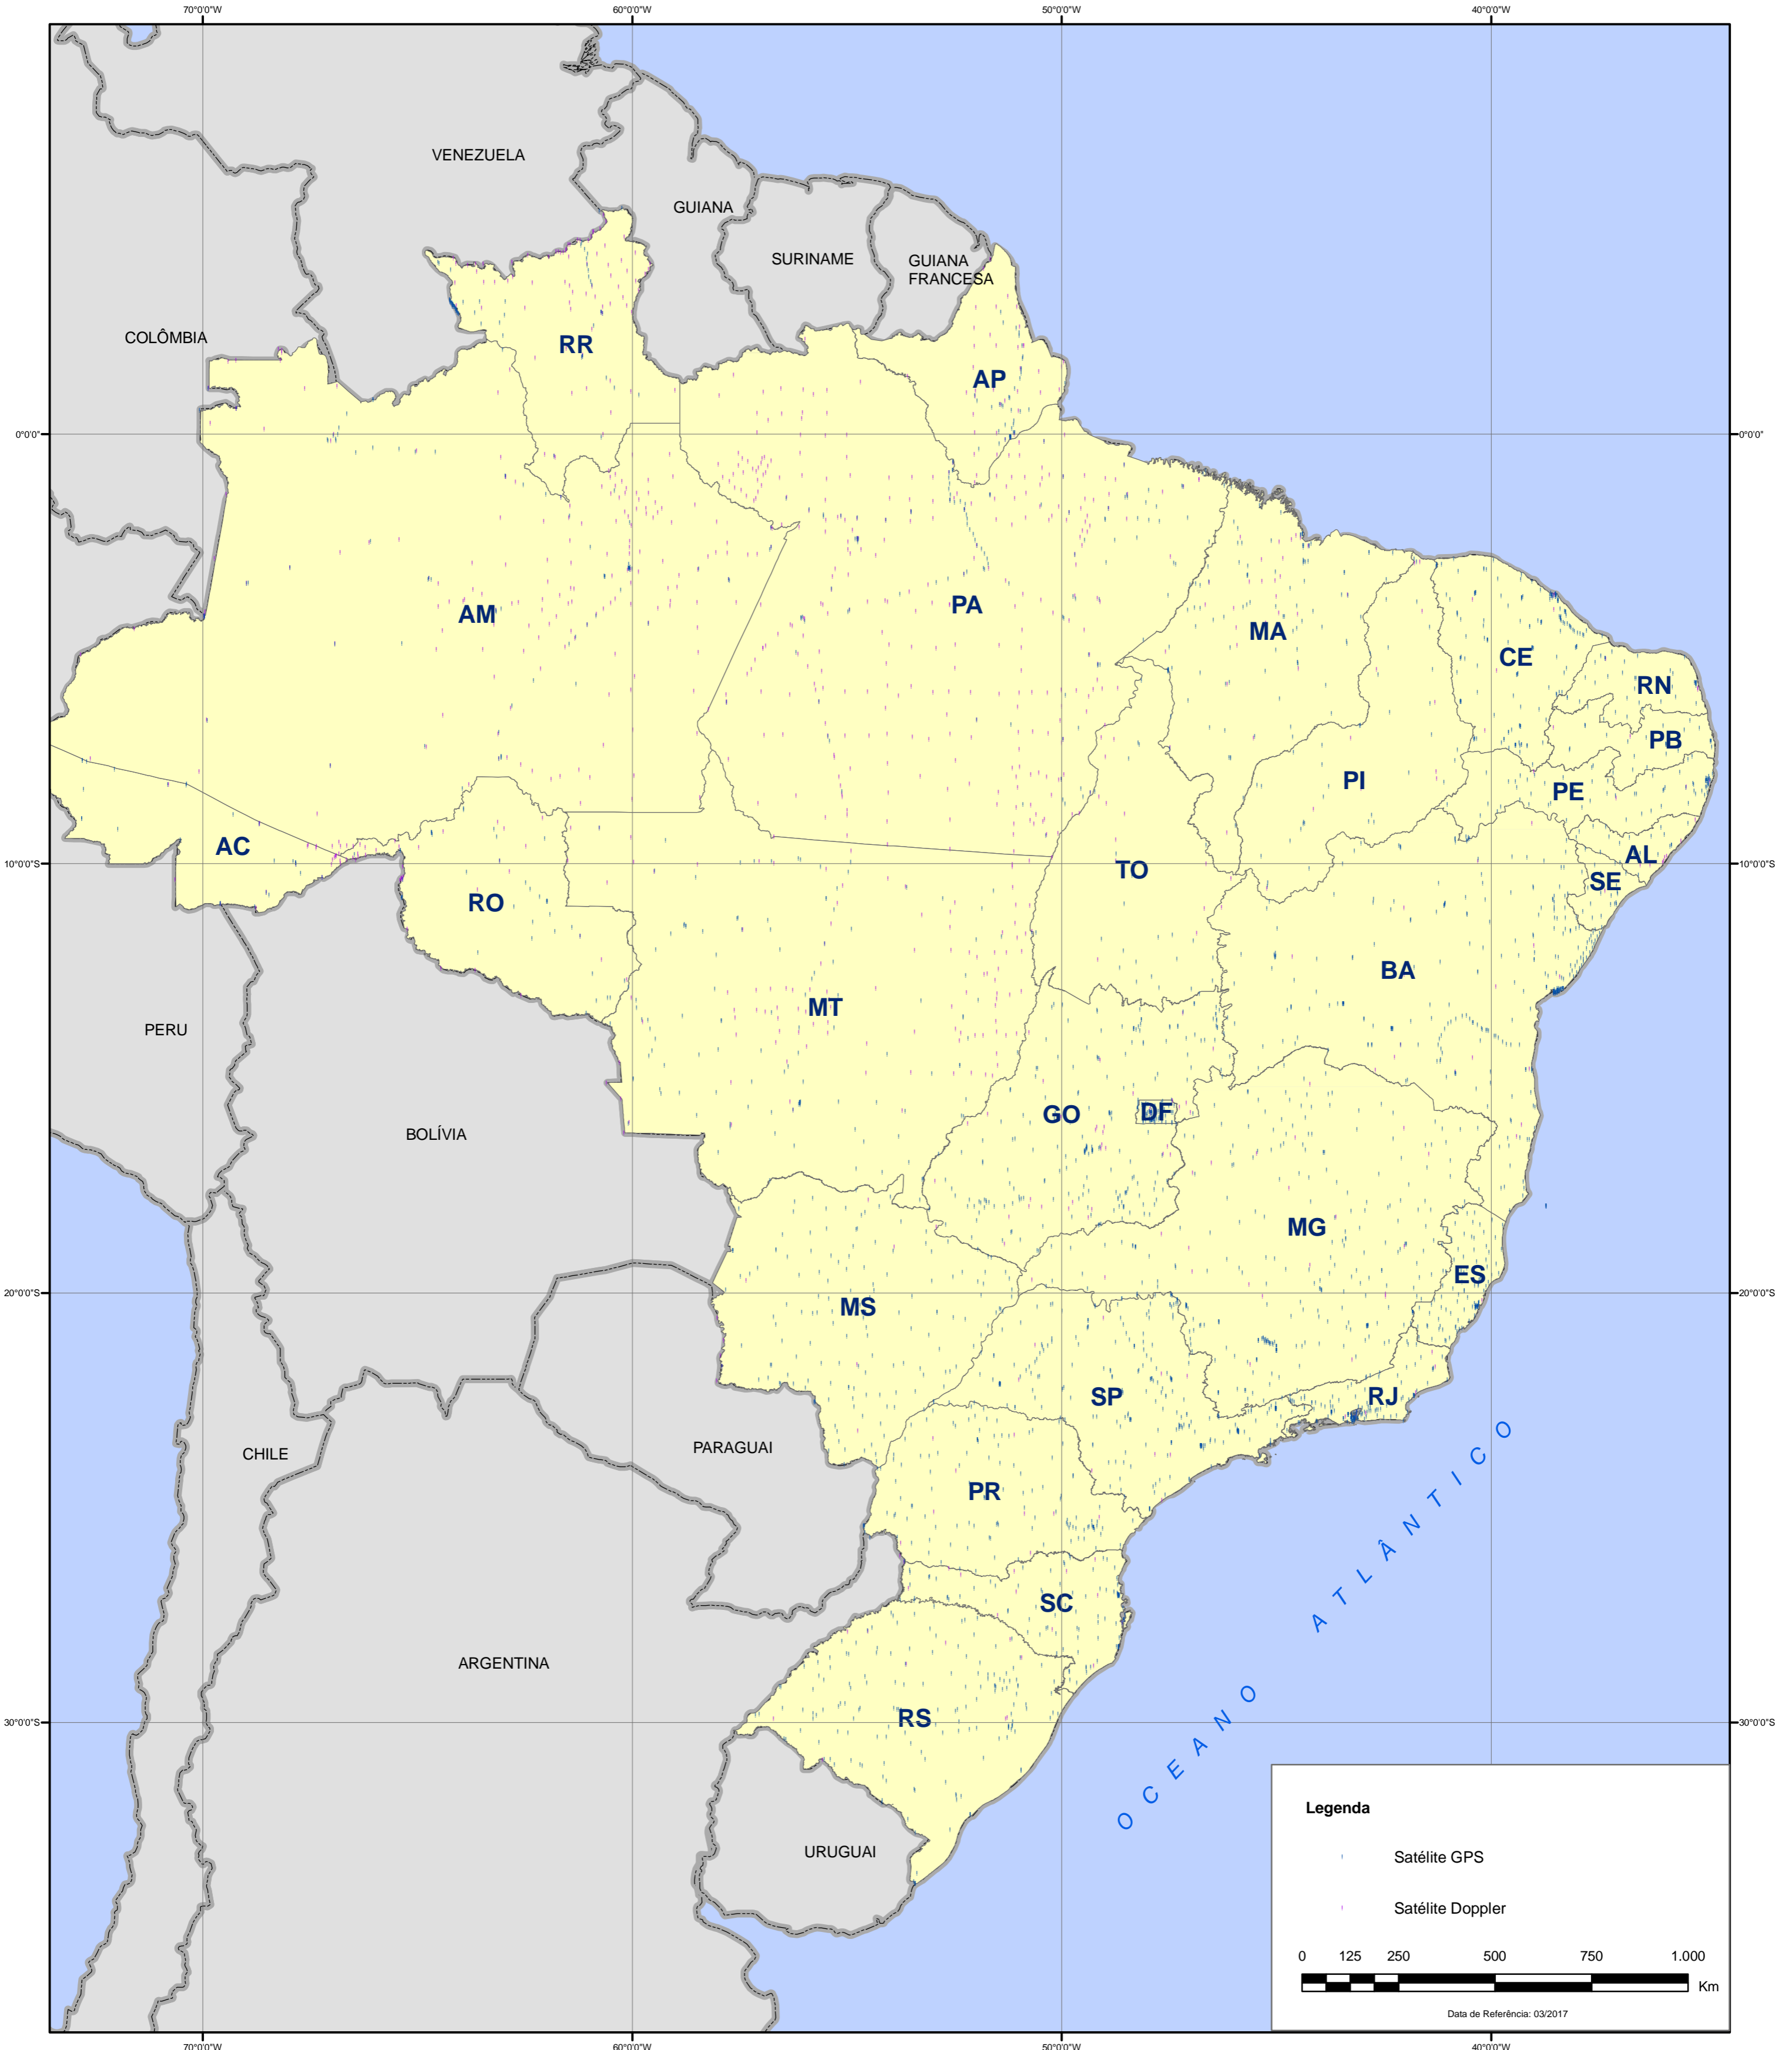 70°0'0"W 60°0'0"W 50°0'0"W 40°0'0"W
VENEZUELA
GUIANA
SURINAME
GUIANA
FRANCESA
COLÔMBIA
RR
AP
0°0'0" 0°0'0"
AM
PA
MA
CE
RN
PB
PI
PE
AC
AL
10°0'0"S 10°0'0"S
TO
SE
RO
BA
MT
PERU
GO
DF
BOLÍVIA
MG
ES
20°0'0"S 20°0'0"S
MS
SP
RJ
PARAGUAI
CHILE
PR
SC
OCEANO ATLÂNTICO
ARGENTINA
RS
30°0'0"S 30°0'0"S
URUGUAI
Legenda
Satélite GPS
Satélite Doppler
0 125 250 500 750 1.000
Km
Data de Referência: 03/2017
70°0'0"W 60°0'0"W 50°0'0"W 40°0'0"W